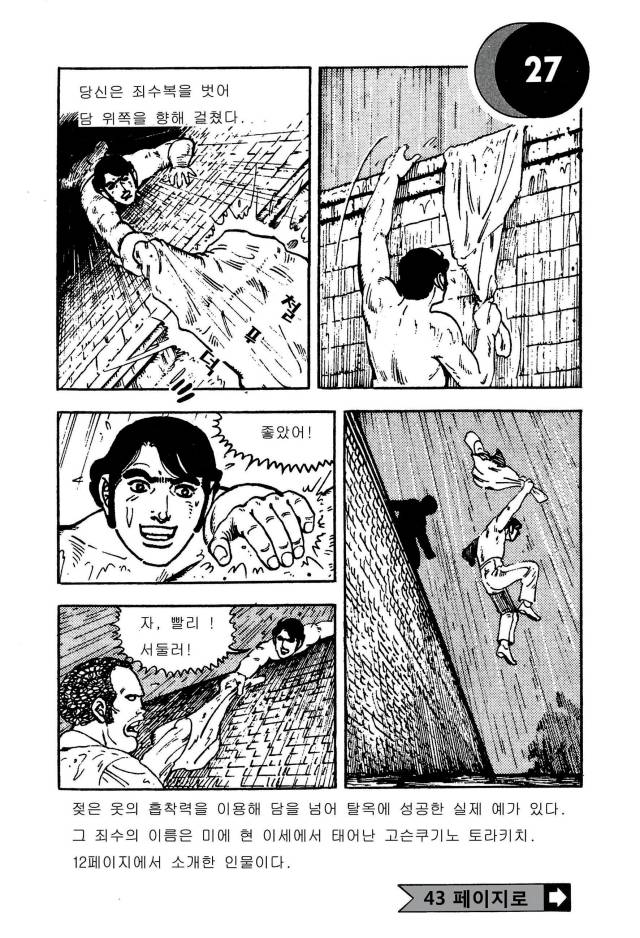 27
당신은 죄수복을 벗어
담 위쪽을 향해 걸쳤다.
철
푸
덕
좋았어!
자, 빨리 !
서둘러!
젖은 옷의 흡착력을 이용해 담을 넘어 탈옥에 성공한 실제 예가 있다.
그 죄수의 이름은 미에 현 이세에서 태어난 고슨쿠기노 토라키치.
12페이지에서 소개한 인물이다.
43 페이지로